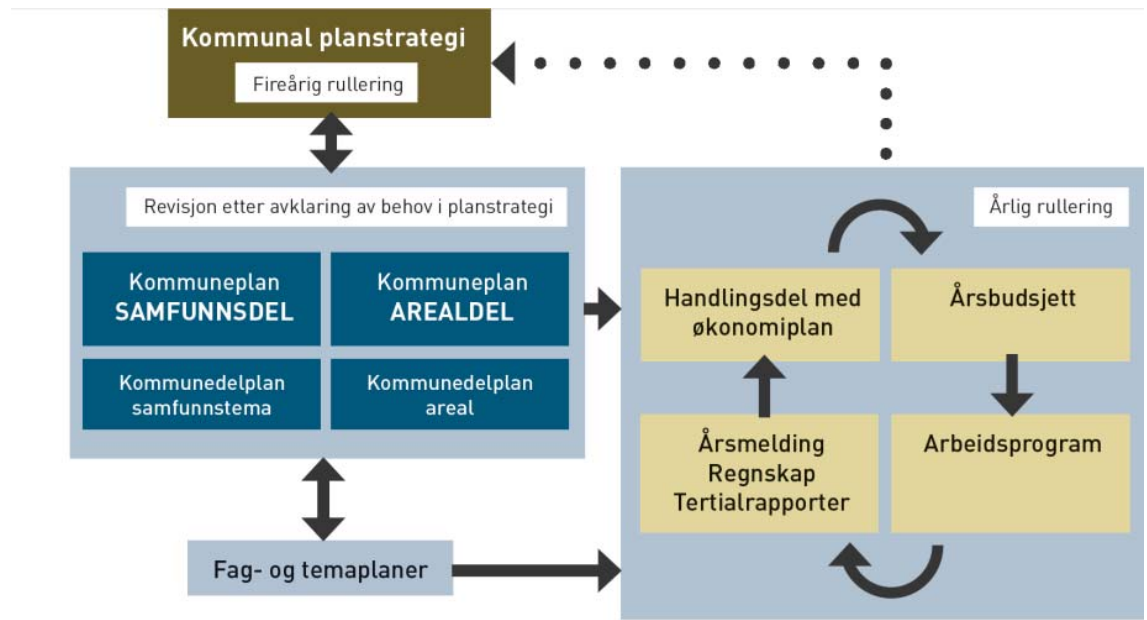 Kommunal planstrategi
Fireårig rullering
Revisjon etter avklaring av behov i planstrategi
Kommuneplan
SAMFUNNSDEL
Kommuneplan
AREALDEL
Kommunedelplan
samfunnstema
Kommunedelplan
areal
Fag- og temaplaner
Årlig rullering
Handlingsdel med
økonomiplan
Årsbudsjett
Årsmelding
Regnskap
Tertialrapporter
Arbeidsprogram